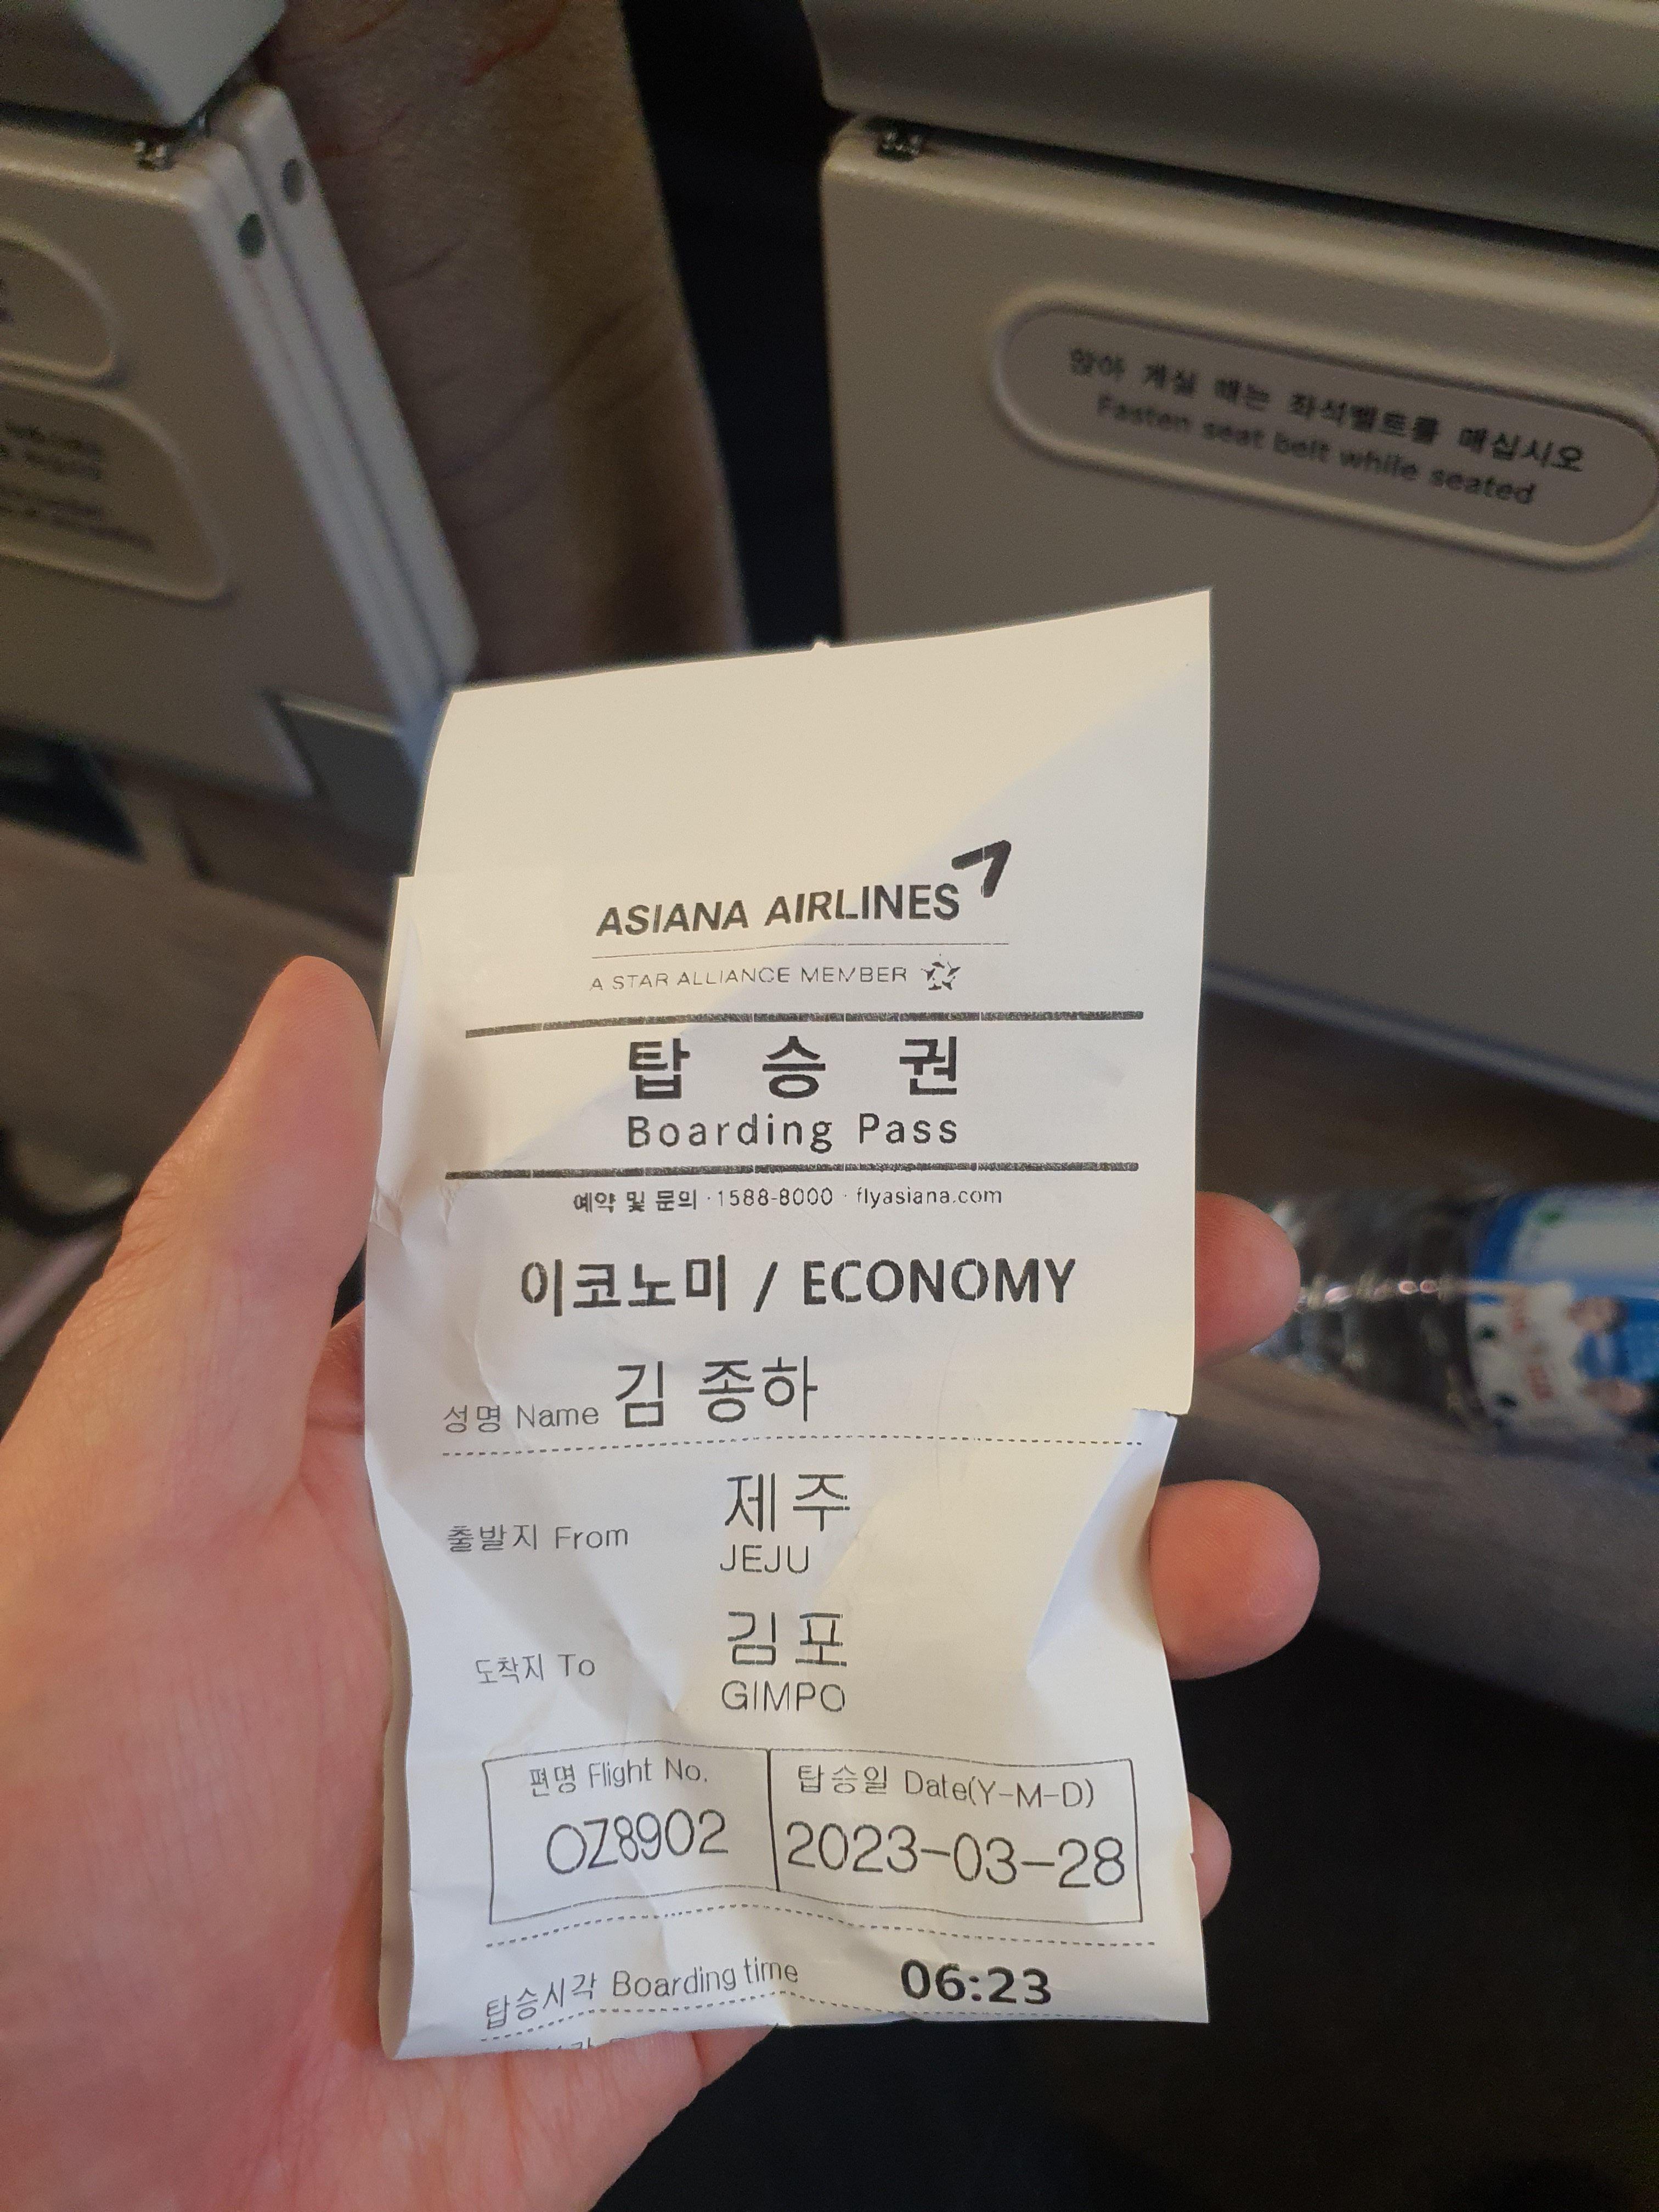 앉아 계실 때는 좌석벨트를 매십시오
Fasten seat belt while seated
ASIANA AIRLINES
A STAR ALLIANCE MEMBER
탑 승 권
Boarding Pass
예약 및 문의 · 1588-8000 · flyasiana.com
이코노미 / ECONOMY
성명 Name 김 종하
출발지 From 제주
JEJU
도착지 To 김포
GIMPO
편명 Flight No. 탑승일 Date(Y-M-D)
OZ8902 2023-03-28
탑승시각 Boarding time 06:23